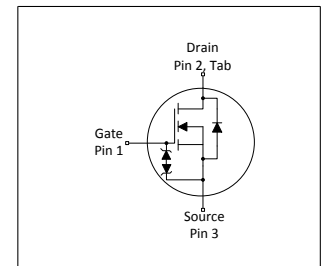 Drain
Pin 2, Tab
Gate
Pin 1
Source
Pin 3